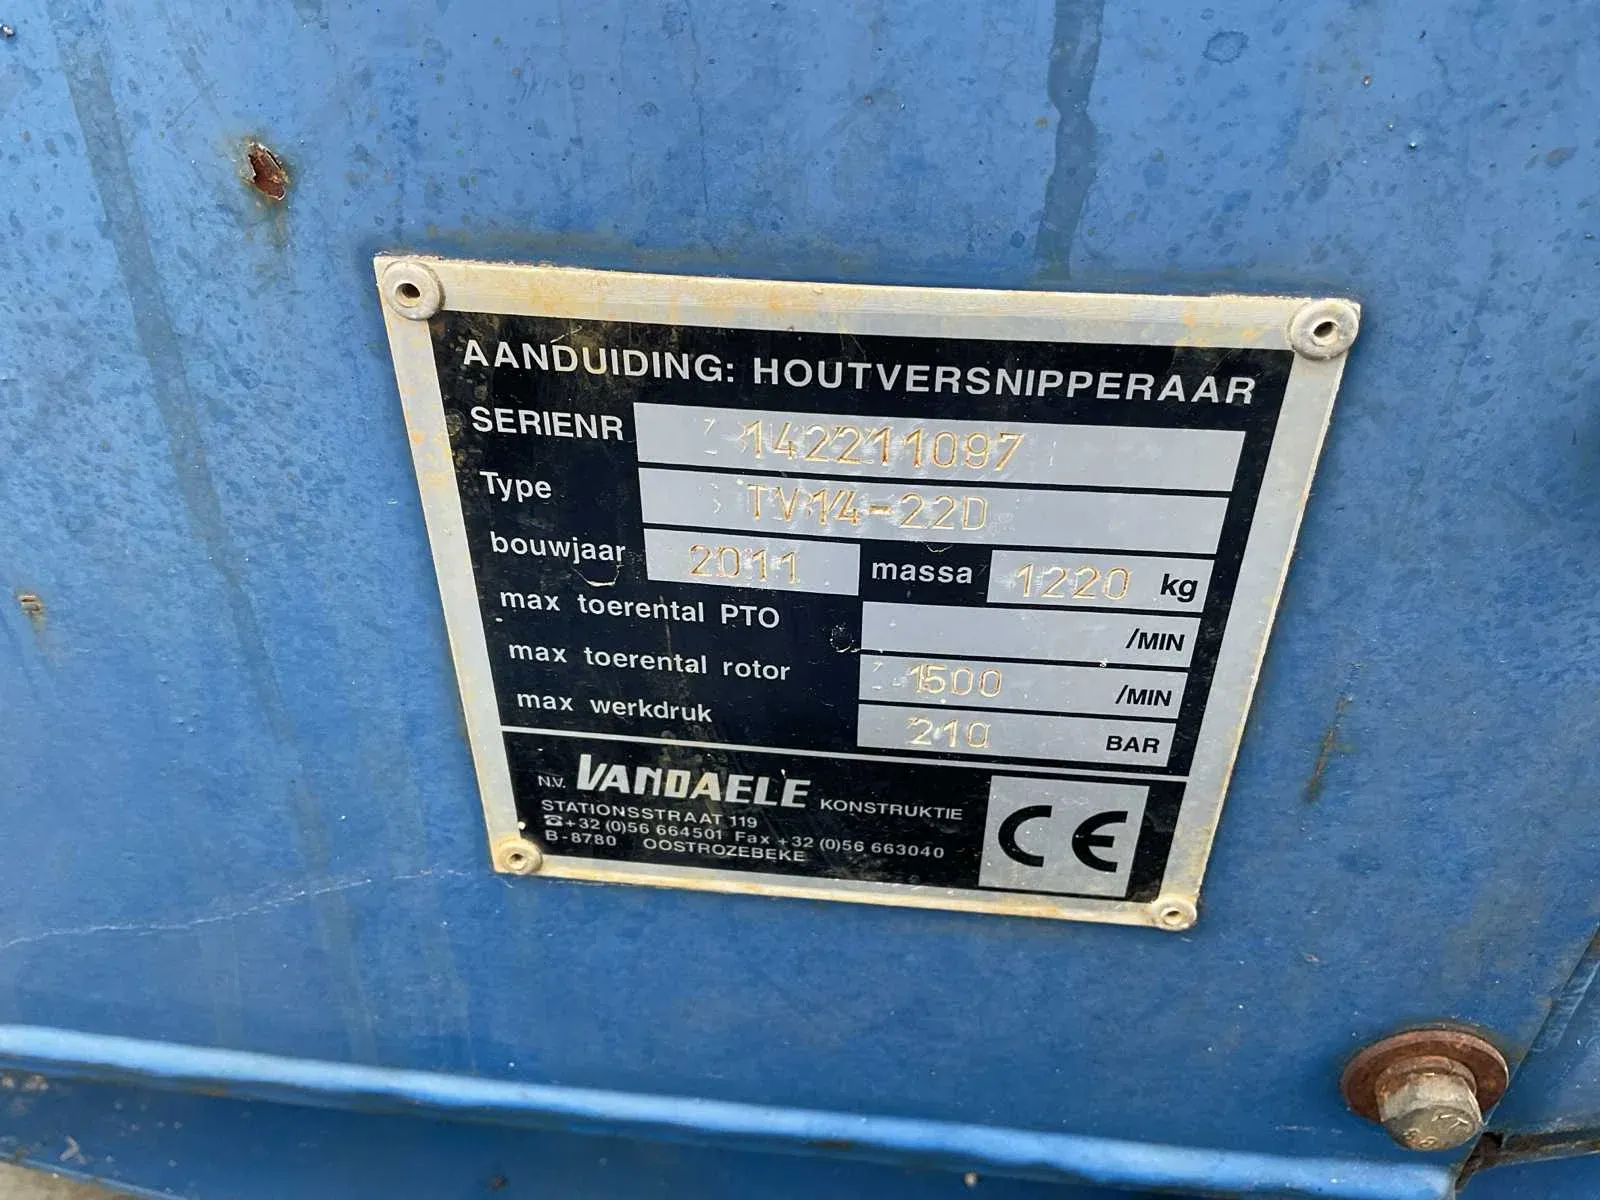 AANDUIDING: HOUTVERSNIPPERAAR
SERIENR 142211097
Type TV14-22D
bouwjaar 2011 massa 1220 kg
max toerental PTO /MIN
max toerental rotor 1500 /MIN
max werkdruk 210 BAR
N.V. VANDAELE KONSTRUKTIE
STATIONSSTRAAT 119
☎+32 (0)56 664501 Fax +32 (0)56 663040
B-8780 OOSTROZEBEKE
CE